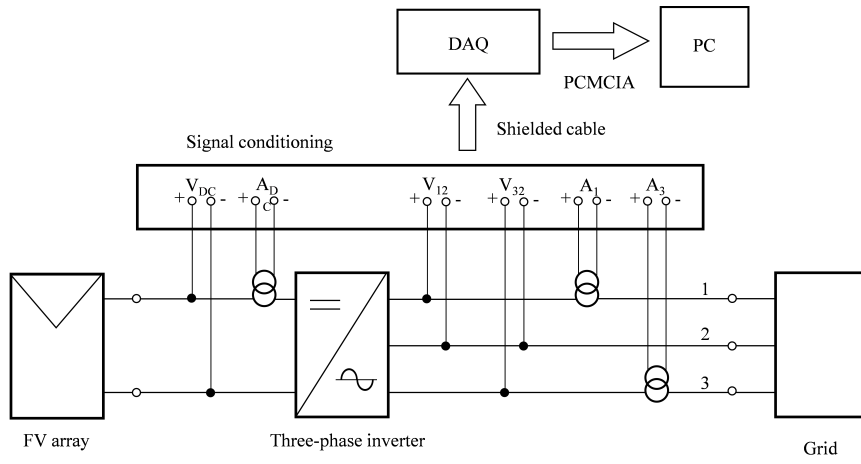 DAQ
PC
PCMCIA
Shielded cable
Signal conditioning
V_DC
A_DC
V_12
V_32
A_1
A_3
+ -
+ -
+ -
+ -
+ -
+ -
1
2
3
FV array
Three-phase inverter
Grid